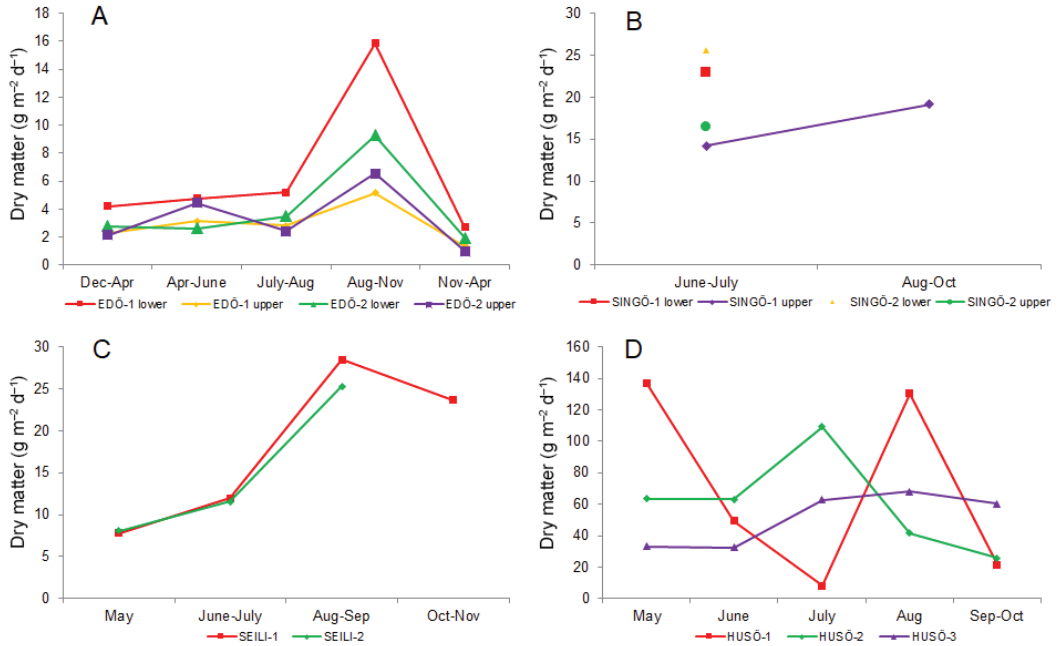 A
Dry matter (g m⁻² d⁻¹)
18
16
14
12
10
8
6
4
2
0
Dec-Apr Apr-June July-Aug Aug-Nov Nov-Apr
EDÖ-1 lower EDÖ-1 upper EDÖ-2 lower EDÖ-2 upper
B
Dry matter (g m⁻² d⁻¹)
30
25
20
15
10
5
0
June-July Aug-Oct
SINGÖ-1 lower SINGÖ-1 upper SINGÖ-2 lower SINGÖ-2 upper
C
Dry matter (g m⁻² d⁻¹)
30
25
20
15
10
5
0
May June-July Aug-Sep Oct-Nov
SEILI-1 SEILI-2
D
Dry matter (g m⁻² d⁻¹)
160
140
120
100
80
60
40
20
0
May June July Aug Sep-Oct
HUSÖ-1 HUSÖ-2 HUSÖ-3